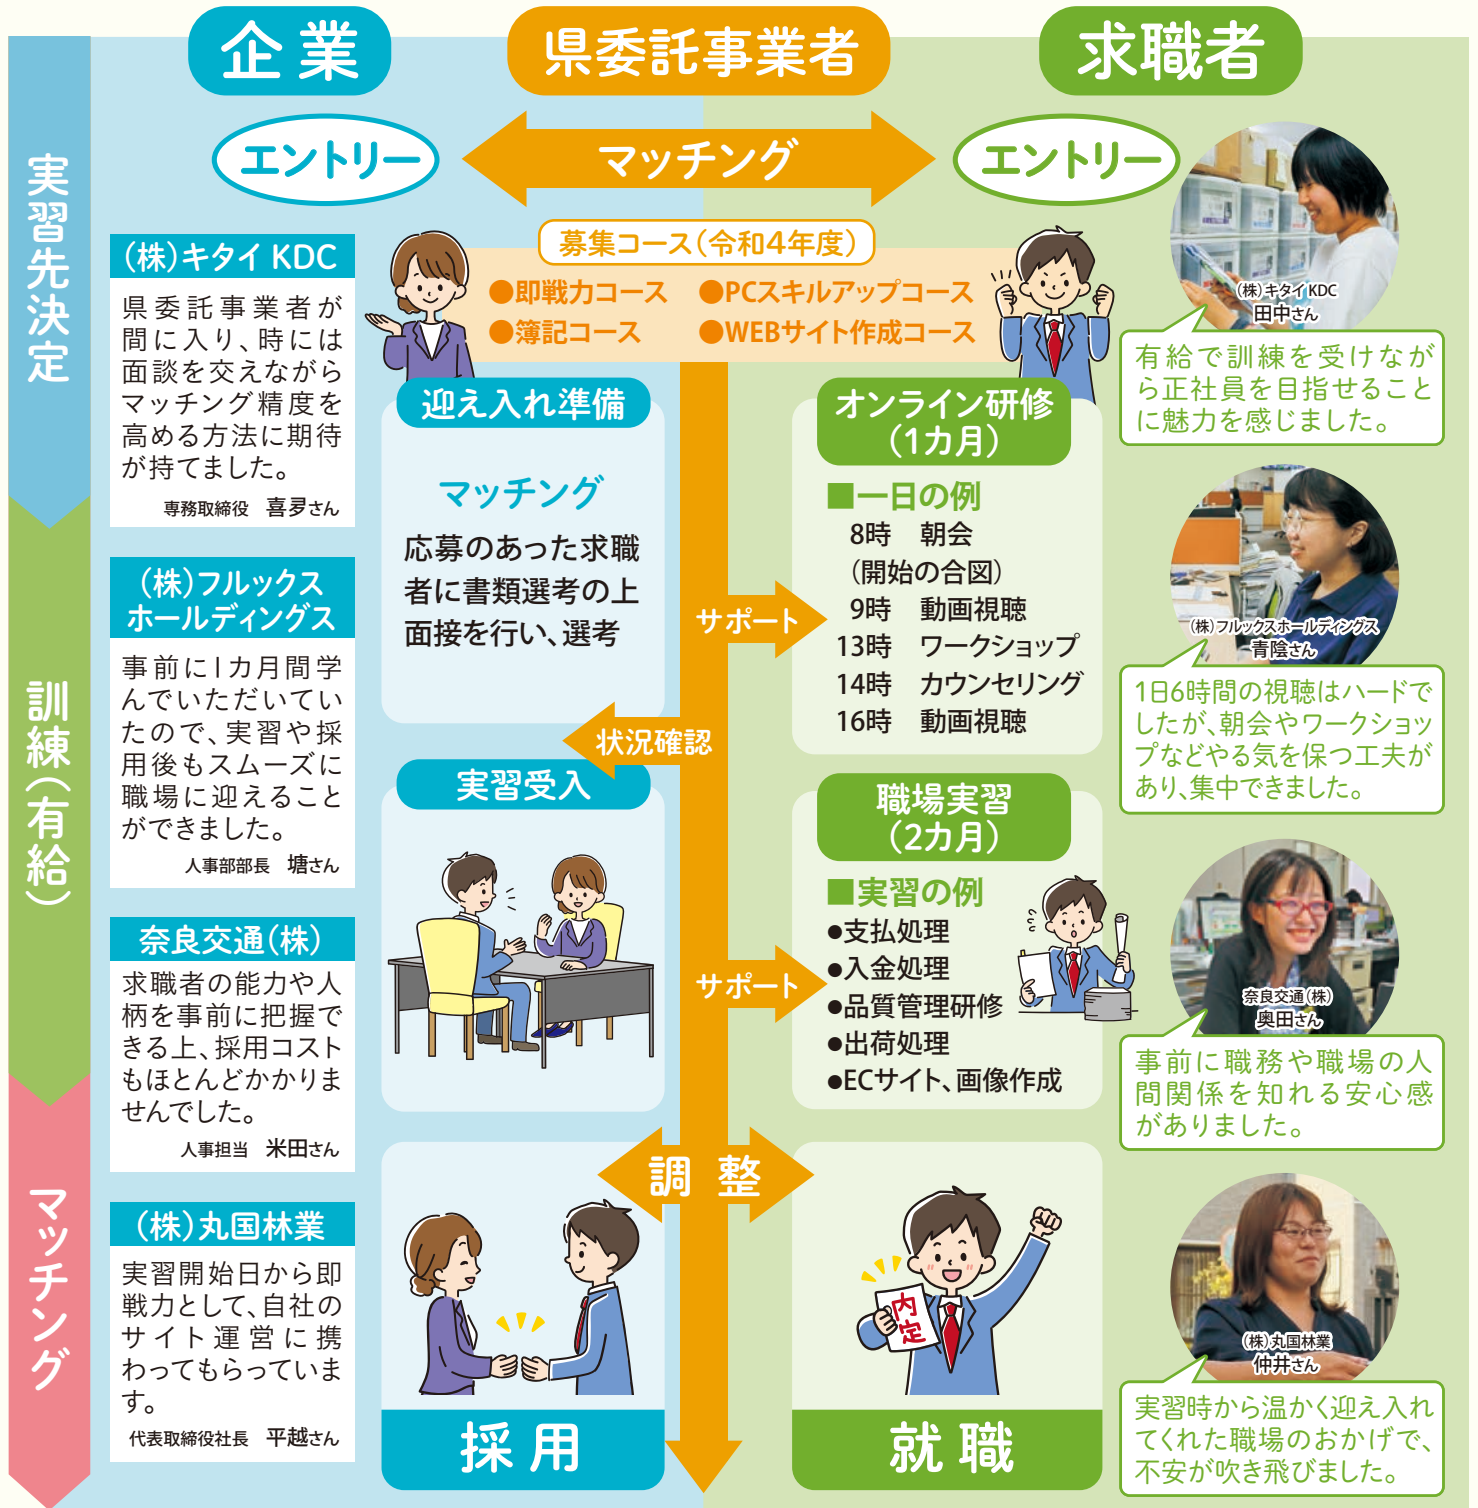 企業
県委託事業者
求職者
エントリー
マッチング
エントリー
実習先決定
訓練(有給)
マッチング
募集コース(令和4年度)
●即戦力コース ●PCスキルアップコース
●簿記コース ●WEBサイト作成コース
(株)キタイ KDC
県委託事業者が
間に入り、時には
面談を交えながら
マッチング精度を
高める方法に期待
が持てました。
専務取締役 喜夛さん
(株)フルックス
ホールディングス
事前に1カ月間学
んでいただいてい
たので、実習や採
用後もスムーズに
職場に迎えること
ができました。
人事部部長 塘さん
奈良交通(株)
求職者の能力や人
柄を事前に把握で
きる上、採用コスト
もほとんどかかりま
せんでした。
人事担当 米田さん
(株)丸国林業
実習開始日から即
戦力として、自社の
サイト運営に携
わってもらっていま
す。
代表取締役社長 平越さん
迎え入れ準備
マッチング
応募のあった求職
者に書類選考の上
面接を行い、選考
状況確認
実習受入
採用
サポート
サポート
調整
オンライン研修
(1カ月)
■一日の例
8時 朝会
(開始の合図)
9時 動画視聴
13時 ワークショップ
14時 カウンセリング
16時 動画視聴
職場実習
(2カ月)
■実習の例
●支払処理
●入金処理
●品質管理研修
●出荷処理
●ECサイト、画像作成
内定
就職
(株)キタイ KDC
田中さん
有給で訓練を受けなが
ら正社員を目指せること
に魅力を感じました。
(株)フルックスホールディングス
青陰さん
1日6時間の視聴はハードで
したが、朝会やワークショッ
プなどやる気を保つ工夫が
あり、集中できました。
奈良交通(株)
奥田さん
事前に職務や職場の人
間関係を知れる安心感
がありました。
(株)丸国林業
仲井さん
実習時から温かく迎え入れ
てくれた職場のおかげで、
不安が吹き飛びました。